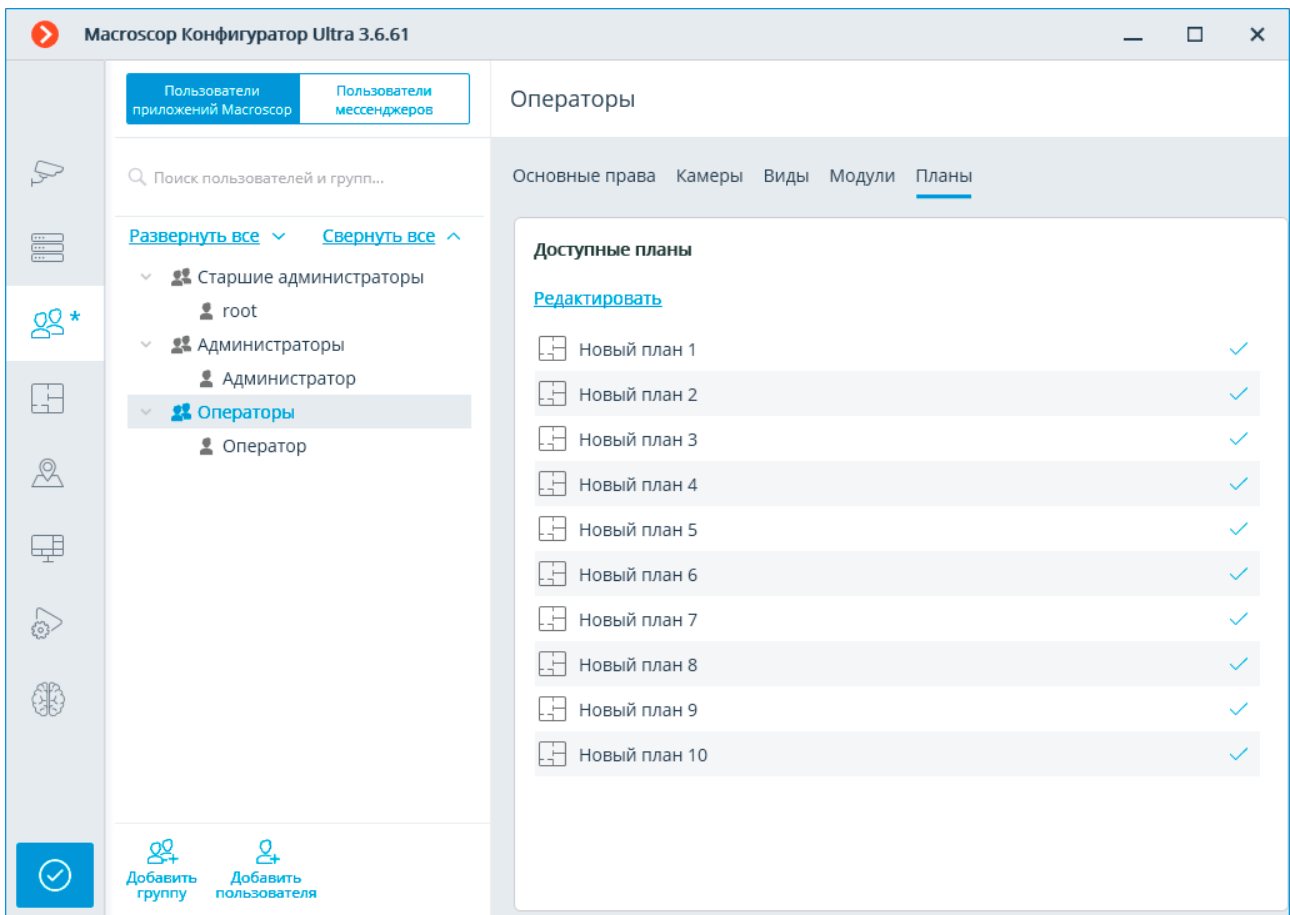 Macroscop Конфигуратор Ultra 3.6.61
Пользователи
приложений Macroscop
Пользователи
мессенджеров
Поиск пользователей и групп...
Развернуть все
Свернуть все
Старшие администраторы
root
Администраторы
Администратор
Операторы
Оператор
Добавить
группу
Добавить
пользователя
Операторы
Основные права Камеры Виды Модули Планы
Доступные планы
Редактировать
Новый план 1
Новый план 2
Новый план 3
Новый план 4
Новый план 5
Новый план 6
Новый план 7
Новый план 8
Новый план 9
Новый план 10